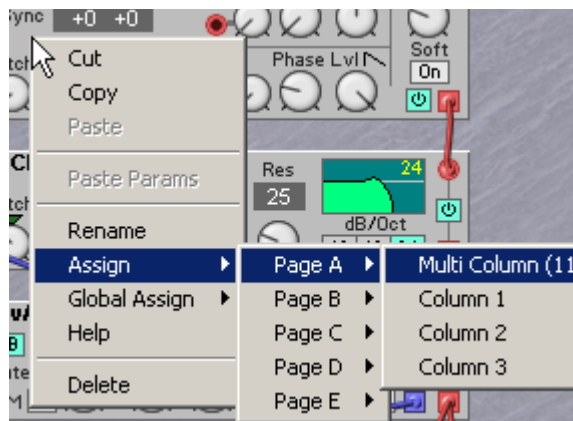 ync +0 +0
Phase Lvl
Soft
On
Cut
Copy
Paste
Paste Params
Rename
Assign
Global Assign
Help
Delete
Res
25
24
dB/Oct
Page A
Page B
Page C
Page D
Page E
Multi Column (11
Column 1
Column 2
Column 3